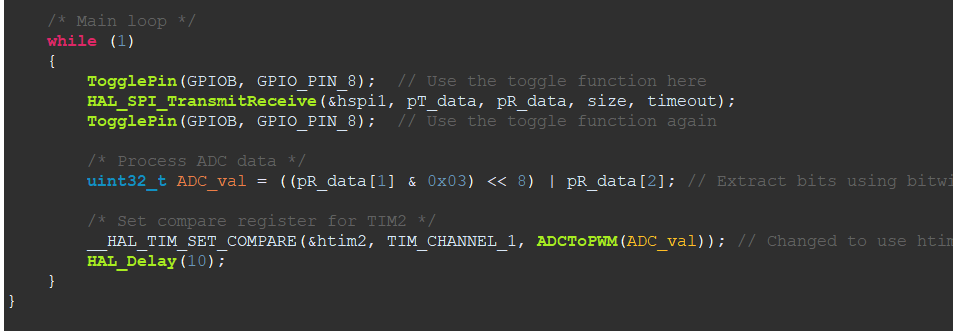 /* Main loop */
while (1)
{
TogglePin(GPIOB, GPIO_PIN_8);  // Use the toggle function here
HAL_SPI_TransmitReceive(&hspi1, pT_data, pR_data, size, timeout);
TogglePin(GPIOB, GPIO_PIN_8);  // Use the toggle function again
/* Process ADC data */
uint32_t ADC_val = ((pR_data[1] & 0x03) << 8) | pR_data[2]; // Extract bits using bitwi
/* Set compare register for TIM2 */
__HAL_TIM_SET_COMPARE(&htim2, TIM_CHANNEL_1, ADCToPWM(ADC_val)); // Changed to use htim
HAL_Delay(10);
}
}